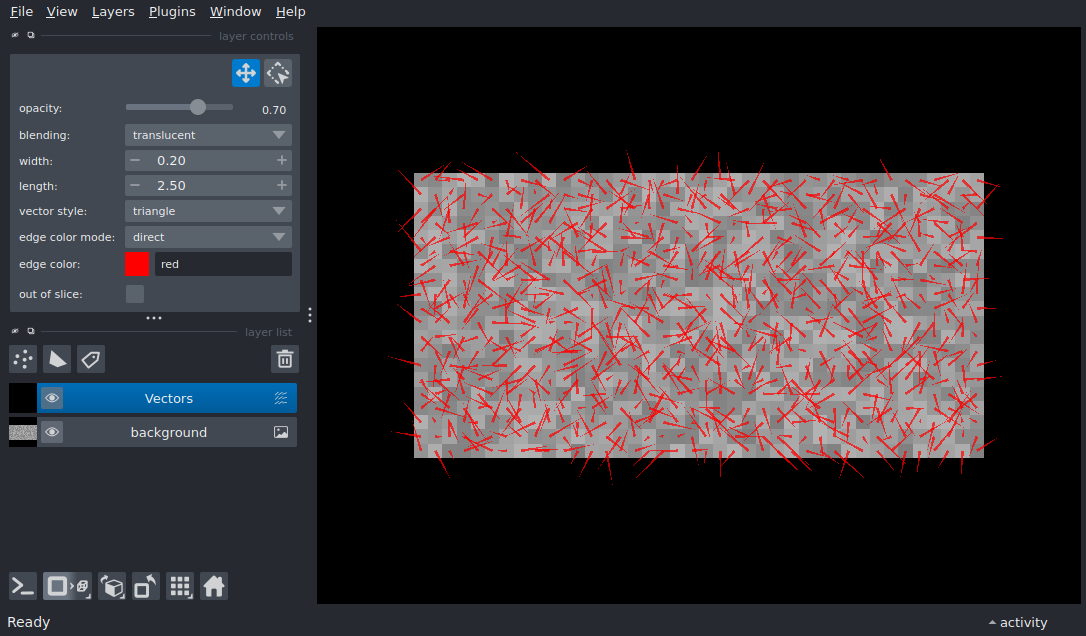 File View Layers Plugins Window Help
layer controls
opacity: 0.70
blending: translucent
width: 0.20
length: 2.50
vector style: triangle
edge color mode: direct
edge color: red
out of slice:
layer list
Vectors
background
Ready
activity